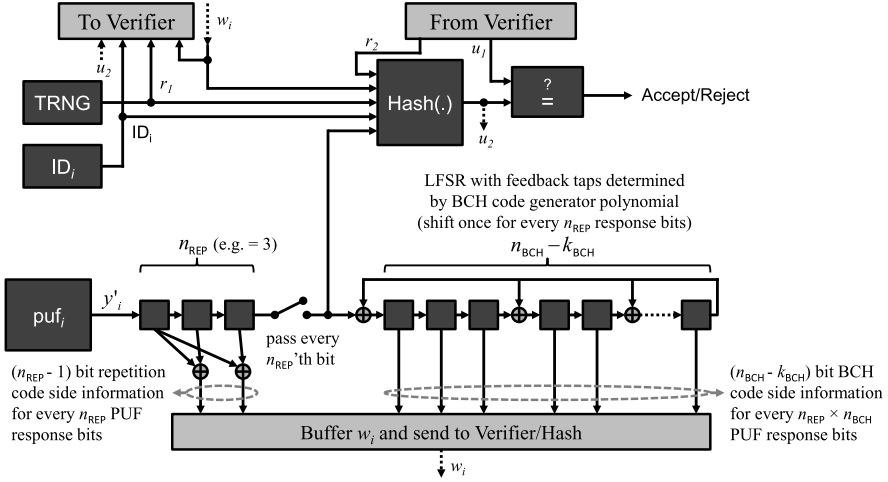 To Verifier
w_i
From Verifier
r_2
u_1
u_2
TRNG
r_1
Hash(.)
?
=
Accept/Reject
ID_i
u_2
ID_i
LFSR with feedback taps determined
by BCH code generator polynomial
(shift once for every n_REP response bits)
n_REP (e.g. = 3)
n_BCH – k_BCH
puf_i
y'_i
pass every
n_REP'th bit
(n_REP - 1) bit repetition
code side information
for every n_REP PUF
response bits
(n_BCH - k_BCH) bit BCH
code side information
for every n_REP × n_BCH
PUF response bits
Buffer w_i and send to Verifier/Hash
w_i